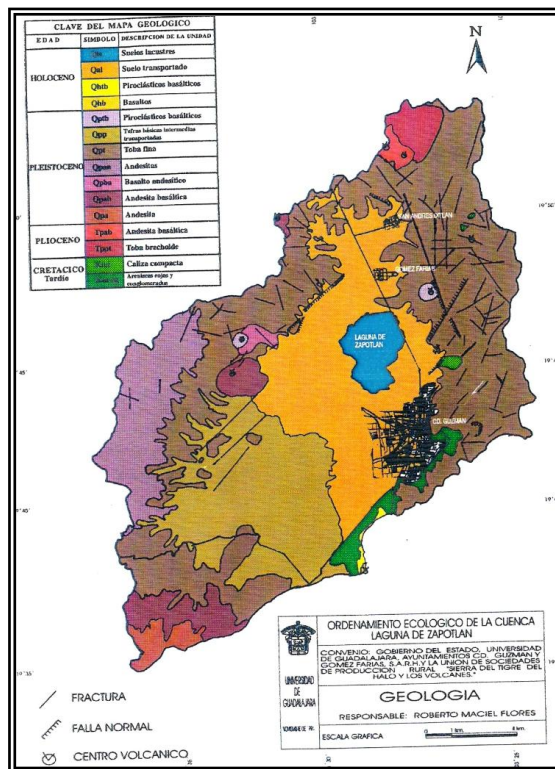 CLAVE DEL MAPA GEOLOGICO
EDAD SIMBOLO DESCRIPCION DE LA UNIDAD
HOLOCENO
Suelos lacustres
Qal Suelo transportado
Qhtb Piroclásticos basálticos
Qhb Basaltos
PLEISTOCENO
Qptb Piroclásticos basálticos
Qpp Tefras básicas intermedias transportadas
Qpt Toba fina
Andesitas
Qpba Basalto andesítico
Qpab Andesita basáltica
Qpa Andesita
PLIOCENO
Tpab Andesita basáltica
Tpbt Toba brechoide
CRETACICO Tardío
Caliza compacta
Areniscas rojas y conglomerados
N
SAN ANDRES IXTLAN
GOMEZ FARIAS
LAGUNA DE
ZAPOTLAN
CD. GUZMAN
FRACTURA
FALLA NORMAL
CENTRO VOLCANICO
UNIVERSIDAD
DE
GUADALAJARA
ORDENAMIENTO ECOLOGICO DE LA CUENCA
LAGUNA DE ZAPOTLAN
CONVENIO: GOBIERNO DEL ESTADO, UNIVERSIDAD
DE GUADALAJARA, AYUNTAMIENTOS CD. GUZMAN Y
GOMEZ FARIAS, S.A.R.H. Y LA UNION DE SOCIEDADES
DE PRODUCCION RURAL "SIERRA DEL TIGRE DEL
HALO Y LOS VOLCANES."
GEOLOGIA
RESPONSABLE: ROBERTO MACIEL FLORES
ESCALA GRAFICA